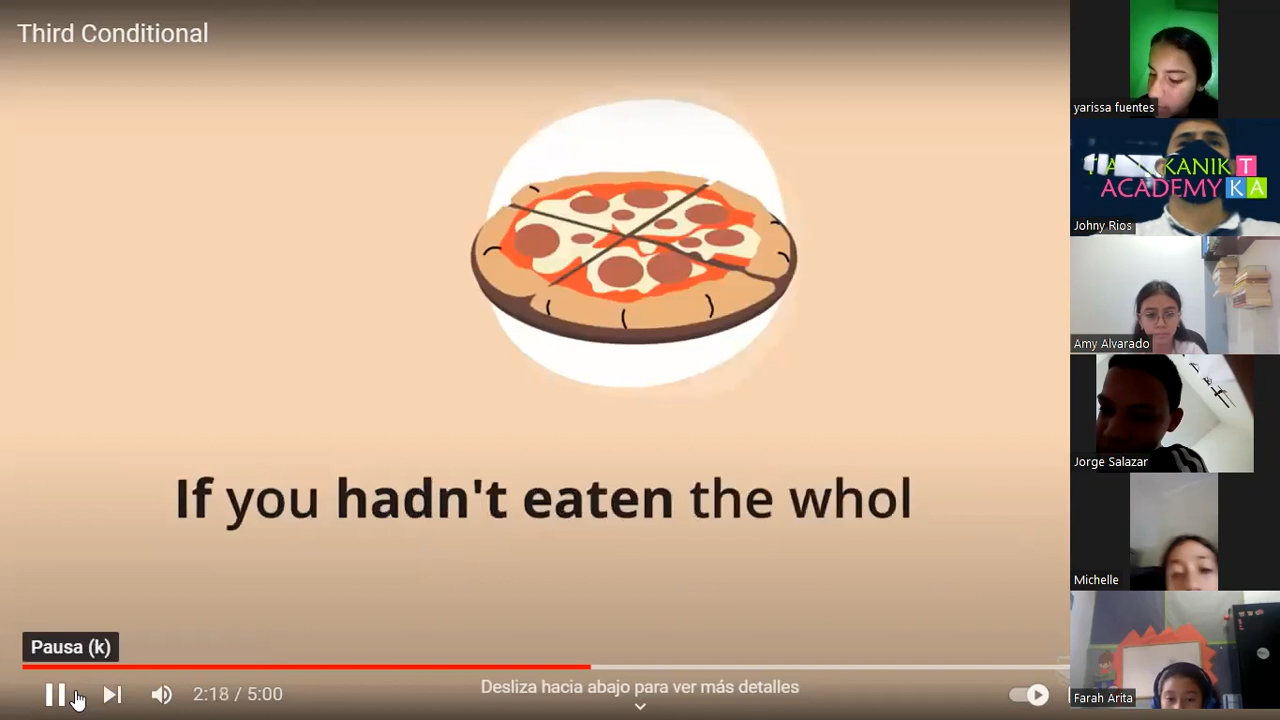 Third Conditional
If you hadn't eaten the whol
Pausa (k)
2:18 / 5:00
Desliza hacia abajo para ver más detalles
yarissa fuentes
KANIK T
ACADEMY K A
Johny Rios
Amy Alvarado
Jorge Salazar
Michelle
Farah Arita